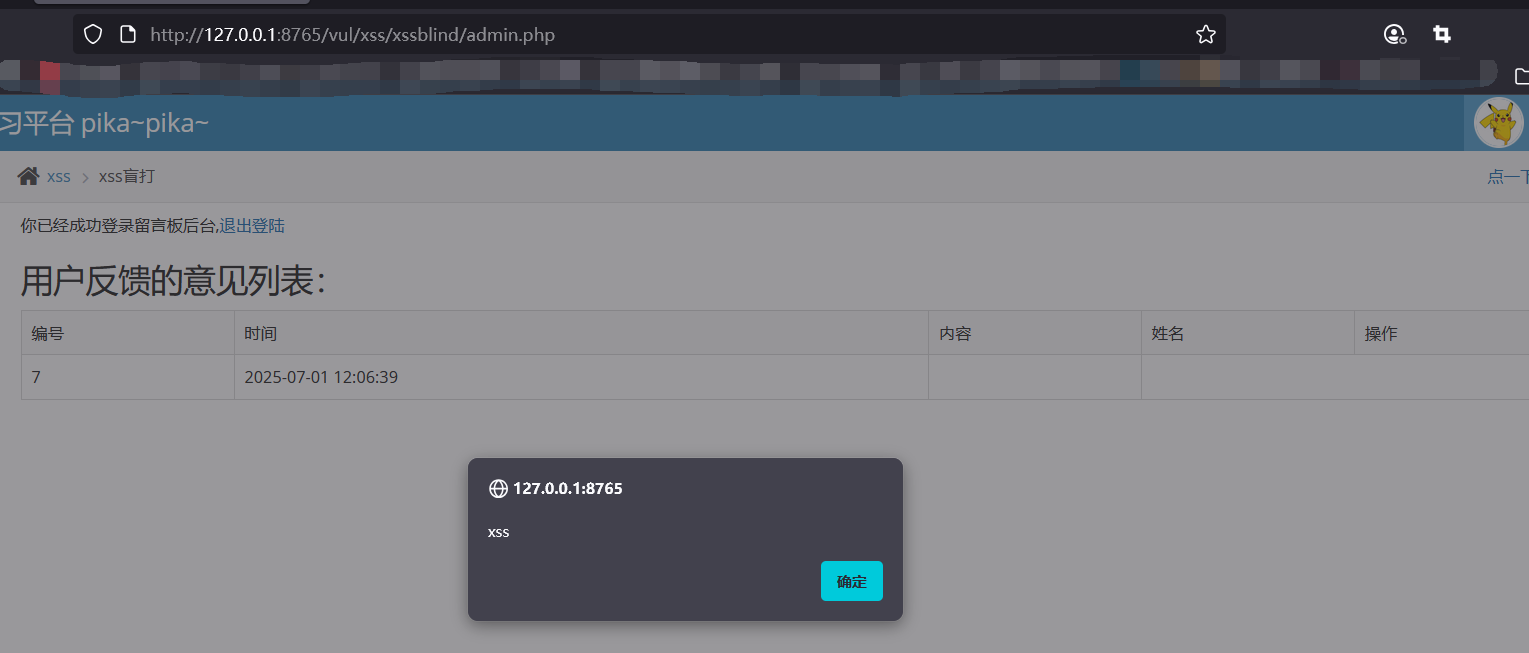 http://127.0.0.1:8765/vul/xss/xssblind/admin.php
习平台 pika~pika~
xss > xss盲打
点一下
你已经成功登录留言板后台,退出登陆
用户反馈的意见列表：
编号 时间 内容 姓名 操作
7 2025-07-01 12:06:39
127.0.0.1:8765
xss
确定